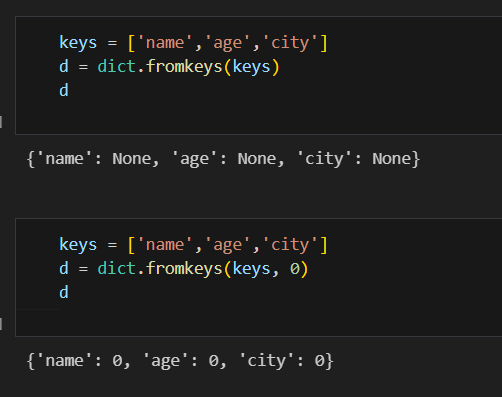 keys = ['name','age','city']
d = dict.fromkeys(keys)
d
{'name': None, 'age': None, 'city': None}
keys = ['name','age','city']
d = dict.fromkeys(keys, 0)
d
{'name': 0, 'age': 0, 'city': 0}